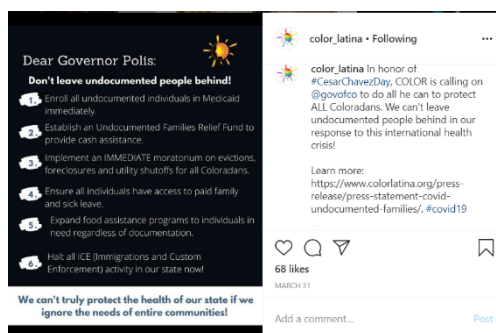 Dear Governor Polis:
Don't leave undocumented people behind!
1. Enroll all undocumented individuals in Medicaid
immediately.
2. Establish an Undocumented Families Relief Fund to
provide cash assistance.
3. Implement an IMMEDIATE moratorium on evictions,
foreclosures and utility shutoffs for all Coloradans.
4. Ensure all individuals have access to paid family
and sick leave.
5. Expand food assistance programs to individuals in
need regardless of documentation.
6. Halt all ICE (Immigrations and Custom
Enforcement) activity in our state now!
We can't truly protect the health of our state if we
ignore the needs of entire communities!
color_latina • Following
color_latina In honor of
#CesarChavezDay, COLOR is calling on
@govofco to do all he can to protect
ALL Coloradans. We can't leave
undocumented people behind in our
response to this international health
crisis!
Learn more:
https://www.colorlatina.org/press-
release/press-statement-covid-
undocumented-families/. #covid19
68 likes
MARCH 31
Add a comment... Post